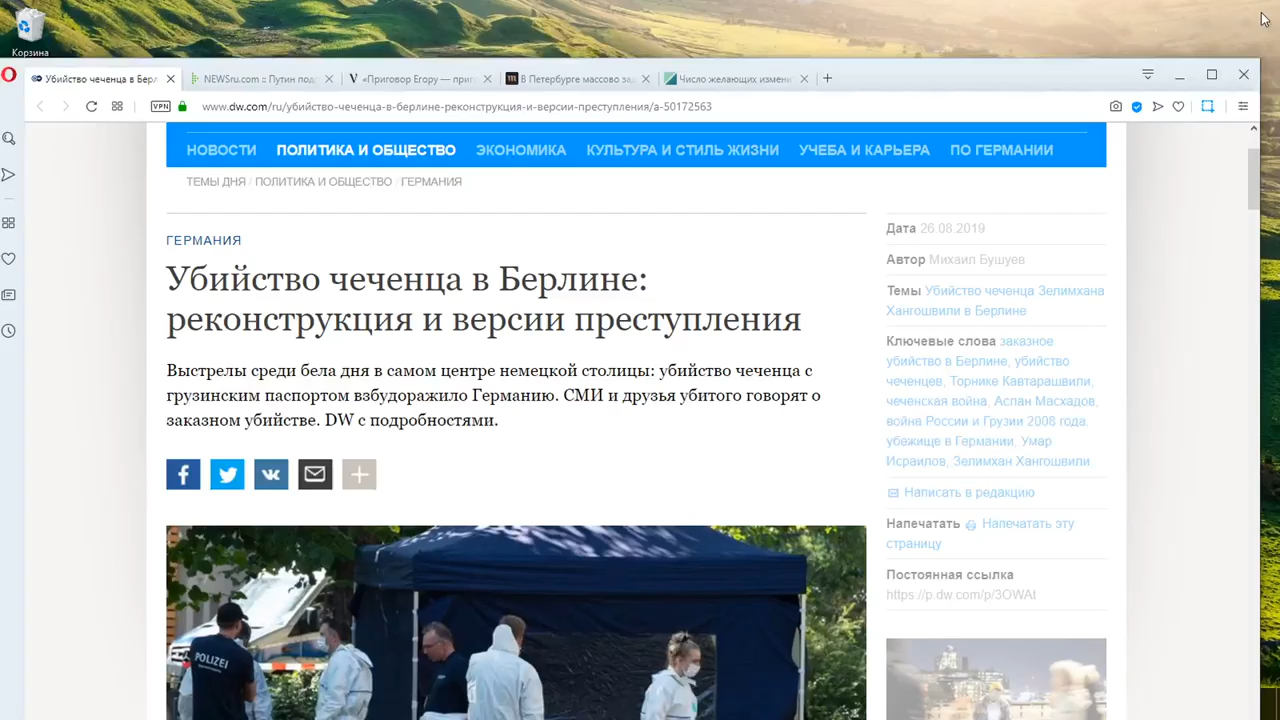 Корзина
Убийство чеченца в Берл
NEWSru.com :: Путин под
«Приговор Егору — приг
В Петербурге массово за
Число желающих измени
VPN
www.dw.com/ru/убийство-чеченца-в-берлине-реконструкция-и-версии-преступления/a-50172563
НОВОСТИ ПОЛИТИКА И ОБЩЕСТВО ЭКОНОМИКА КУЛЬТУРА И СТИЛЬ ЖИЗНИ УЧЕБА И КАРЬЕРА ПО ГЕРМАНИИ
ТЕМЫ ДНЯ / ПОЛИТИКА И ОБЩЕСТВО / ГЕРМАНИЯ
ГЕРМАНИЯ
Убийство чеченца в Берлине:
реконструкция и версии преступления
Выстрелы среди бела дня в самом центре немецкой столицы: убийство чеченца с
грузинским паспортом взбудоражило Германию. СМИ и друзья убитого говорят о
заказном убийстве. DW с подробностями.
POLIZEI
Дата 26.08.2019
Автор Михаил Бушуев
Темы Убийство чеченца Зелимхана
Хангошвили в Берлине
Ключевые слова заказное
убийство в Берлине, убийство
чеченцев, Торнике Кавтарашвили,
чеченская война, Аслан Масхадов,
война России и Грузии 2008 года,
убежище в Германии, Умар
Исраилов, Зелимхан Хангошвили
Написать в редакцию
Напечатать Напечатать эту
страницу
Постоянная ссылка
https://p.dw.com/p/3OWAt